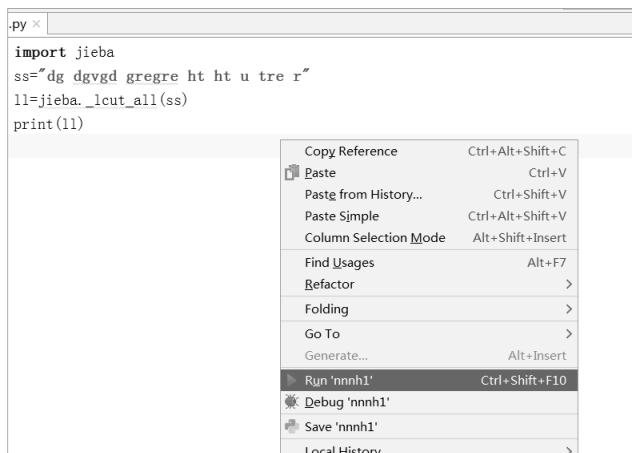 .py ×
import jieba
ss="dg dgvgd gregre ht ht u tre r"
ll=jieba._lcut_all(ss)
print(ll)
Copy Reference Ctrl+Alt+Shift+C
Paste Ctrl+V
Paste from History... Ctrl+Shift+V
Paste Simple Ctrl+Alt+Shift+V
Column Selection Mode Alt+Shift+Insert
Find Usages Alt+F7
Refactor >
Folding >
Go To >
Generate... Alt+Insert
Run 'nnnh1' Ctrl+Shift+F10
Debug 'nnnh1'
Save 'nnnh1'
Local History >